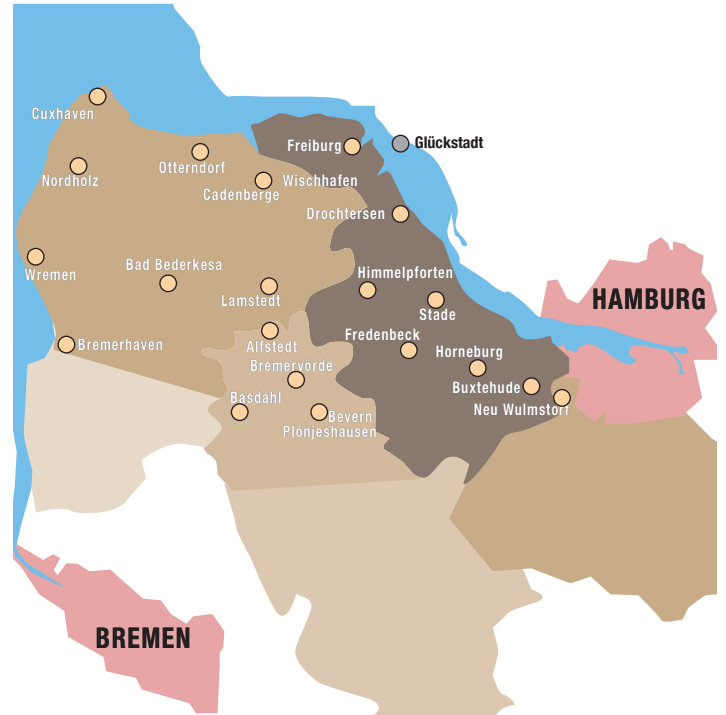 Cuxhaven
Freiburg
Glückstadt
Otterndorf
Nordholz
Cadenberge
Wischhafen
Drochtersen
Bad Bederkesa
Wremen
Himmelpforten
Lamstedt
HAMBURG
Stade
Bremerhaven
Alfstedt
Fredenbeck
Horneburg
Bremervörde
Buxtehude
Basdahl
Neu Wulmstorf
Bevern
Plönjeshausen
BREMEN